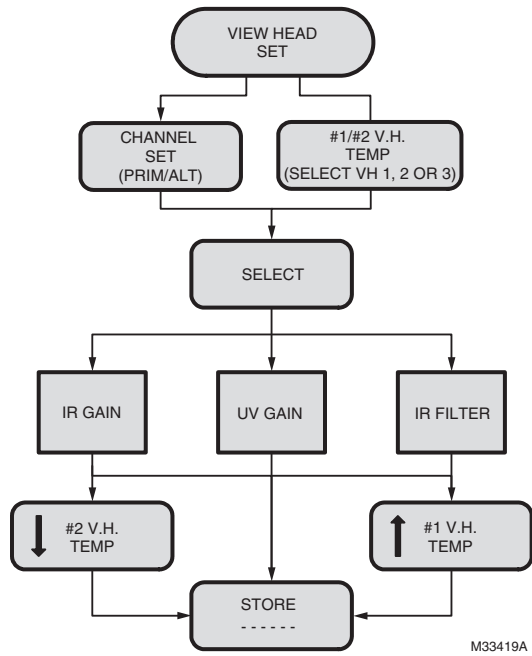 VIEW HEAD
SET
CHANNEL
SET
(PRIM/ALT)
#1/#2 V.H.
TEMP
(SELECT VH 1, 2 OR 3)
SELECT
IR GAIN
UV GAIN
IR FILTER
#2 V.H.
TEMP
#1 V.H.
TEMP
STORE
- - - - - -
M33419A